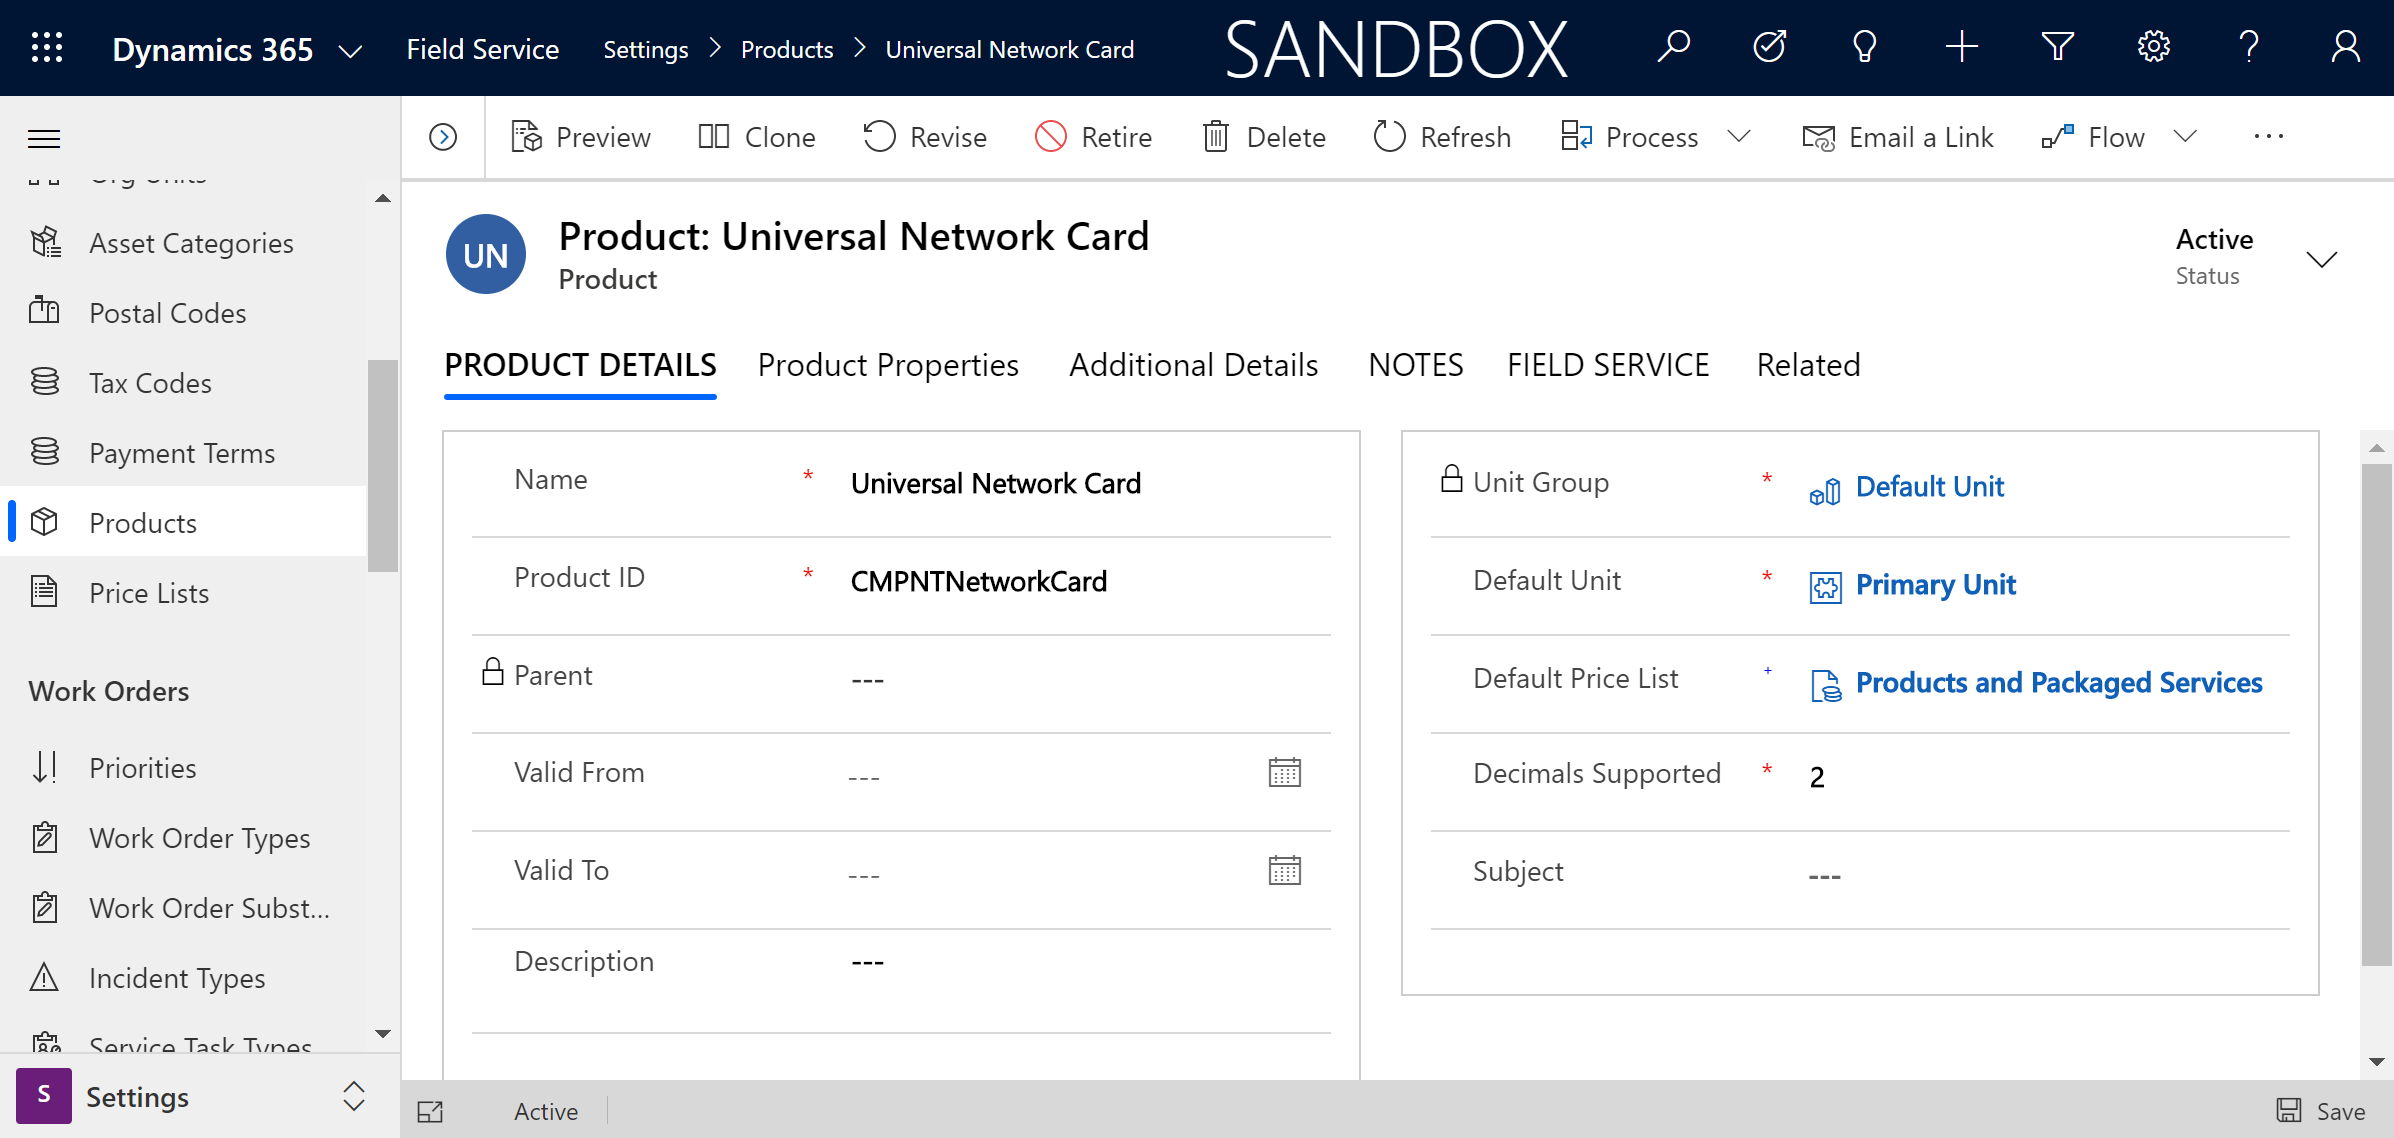 Dynamics 365 Field Service Settings > Products > Universal Network Card SANDBOX
Preview Clone Revise Retire Delete Refresh Process Email a Link Flow ...
Org Units
Asset Categories
Postal Codes
Tax Codes
Payment Terms
Products
Price Lists
Work Orders
Priorities
Work Order Types
Work Order Subst...
Incident Types
Service Task Types
S Settings
UN
Product: Universal Network Card
Product
Active
Status
PRODUCT DETAILS Product Properties Additional Details NOTES FIELD SERVICE Related
Name * Universal Network Card
Product ID * CMPNTNetworkCard
Parent ---
Valid From ---
Valid To ---
Description ---
Unit Group * Default Unit
Default Unit * Primary Unit
Default Price List + Products and Packaged Services
Decimals Supported * 2
Subject ---
Active
Save